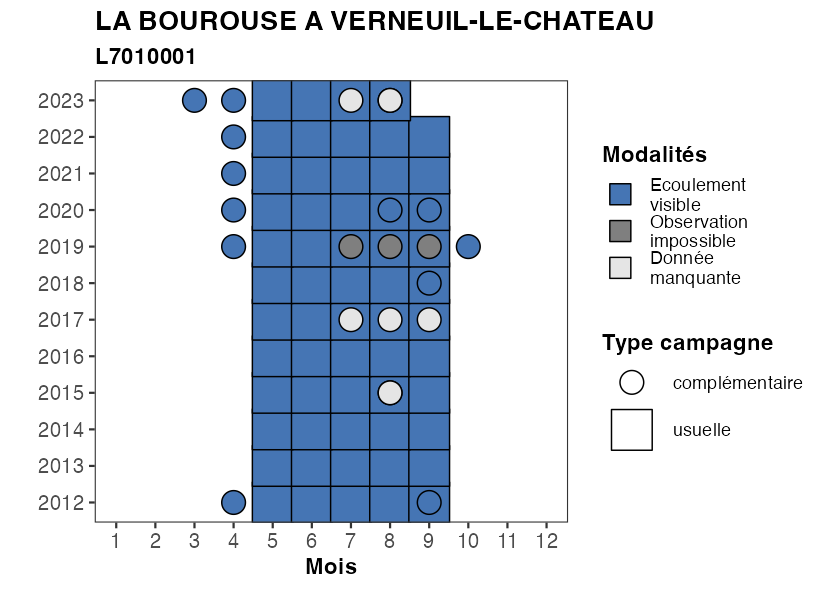 LA BOUROUSE A VERNEUIL-LE-CHATEAU
L7010001
2023
2022
2021
2020
2019
2018
2017
2016
2015
2014
2013
2012
1 2 3 4 5 6 7 8 9 10 11 12
Mois
Modalités
Ecoulement
visible
Observation
impossible
Donnée
manquante
Type campagne
complémentaire
usuelle